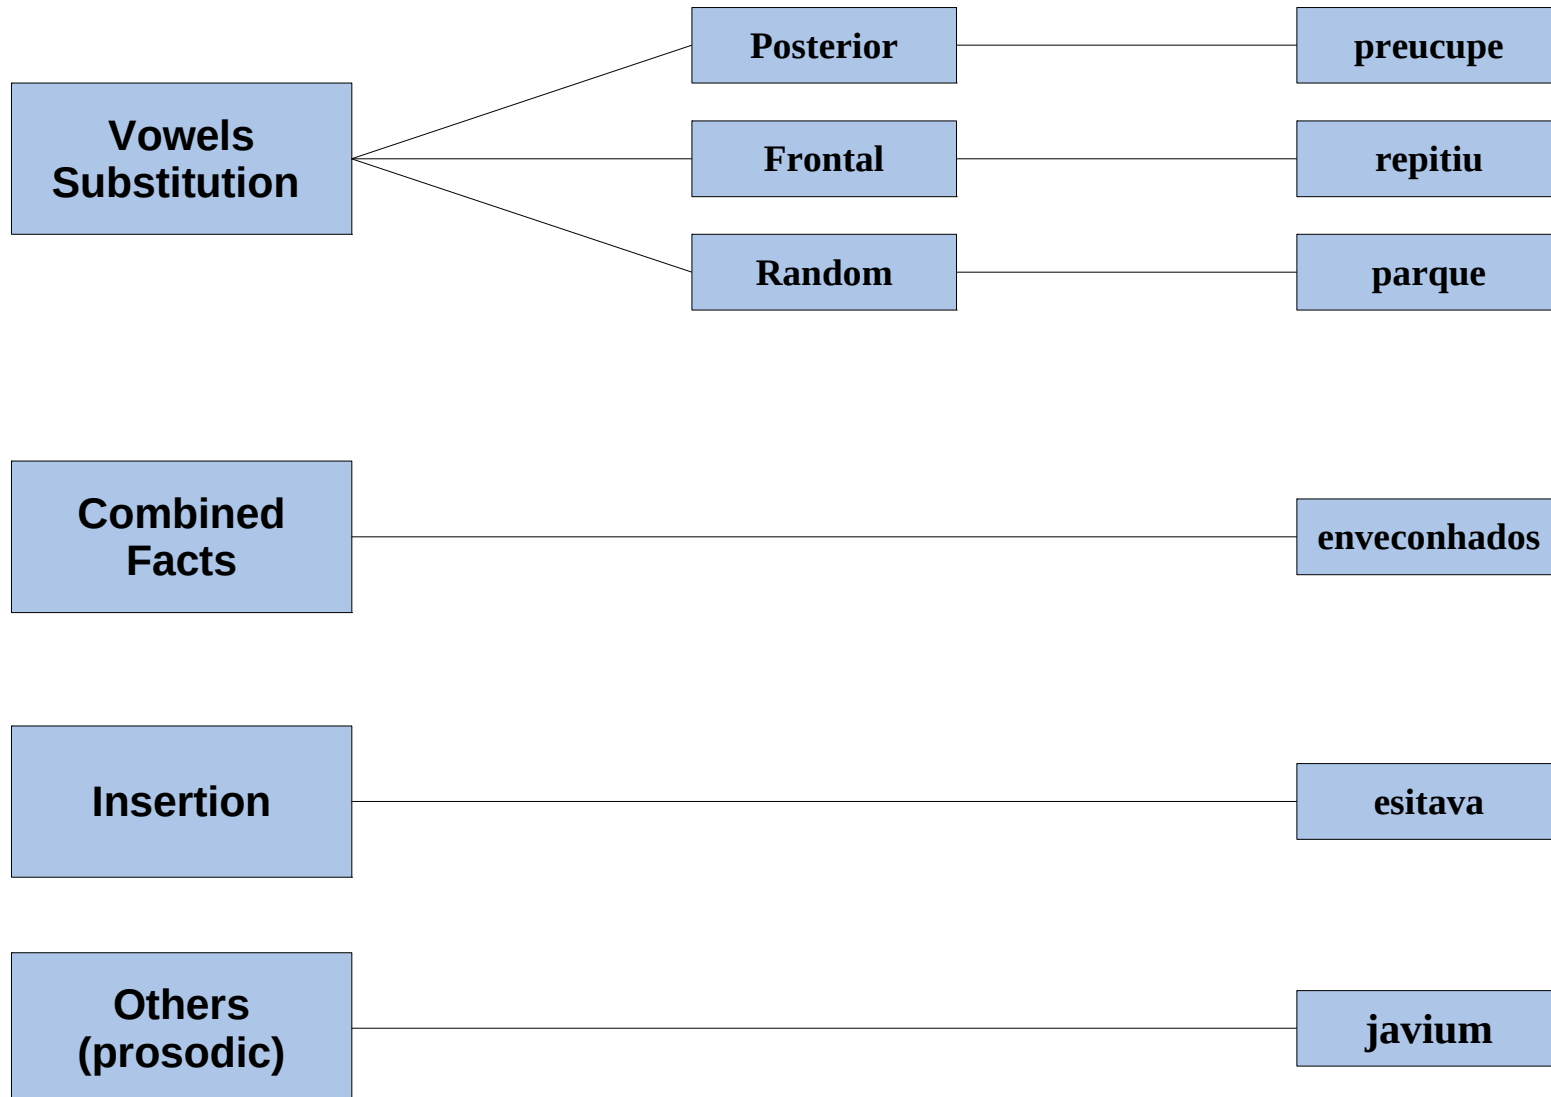 Posterior
preucupe
Vowels
Substitution
Frontal
repitiu
Random
parque
Combined
Facts
enveconhados
Insertion
esitava
Others
(prosodic)
javium